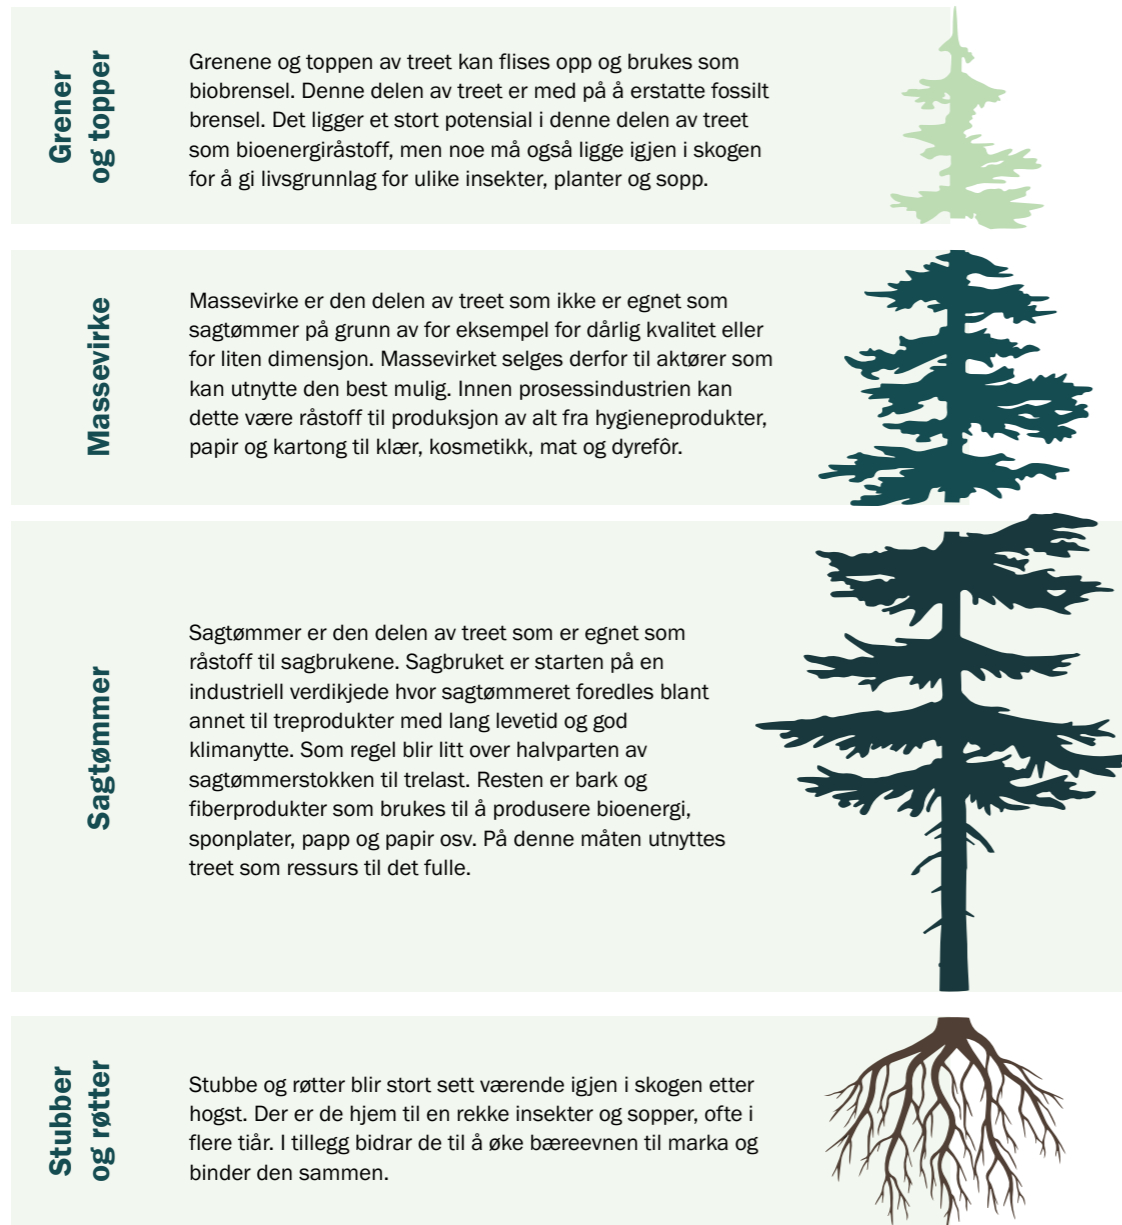 Grener
og topper
Grenene og toppen av treet kan flises opp og brukes som
biobrensel. Denne delen av treet er med på å erstatte fossilt
brensel. Det ligger et stort potensial i denne delen av treet
som bioenergiråstoff, men noe må også ligge igjen i skogen
for å gi livsgrunnlag for ulike insekter, planter og sopp.
Massevirke
Massevirke er den delen av treet som ikke er egnet som
sagtømmer på grunn av for eksempel for dårlig kvalitet eller
for liten dimensjon. Massevirket selges derfor til aktører som
kan utnytte den best mulig. Innen prosessindustrien kan
dette være råstoff til produksjon av alt fra hygieneprodukter,
papir og kartong til klær, kosmetikk, mat og dyrefôr.
Sagtømmer
Sagtømmer er den delen av treet som er egnet som
råstoff til sagbrukene. Sagbruket er starten på en
industriell verdikjede hvor sagtømmeret foredles blant
annet til treprodukter med lang levetid og god
klimanytte. Som regel blir litt over halvparten av
sagtømmerstokken til trelast. Resten er bark og
fiberprodukter som brukes til å produsere bioenergi,
sponplater, papp og papir osv. På denne måten utnyttes
treet som ressurs til det fulle.
Stubber
og røtter
Stubbe og røtter blir stort sett værende igjen i skogen etter
hogst. Der er de hjem til en rekke insekter og sopper, ofte i
flere tiår. I tillegg bidrar de til å øke bæreevnen til marka og
binder den sammen.